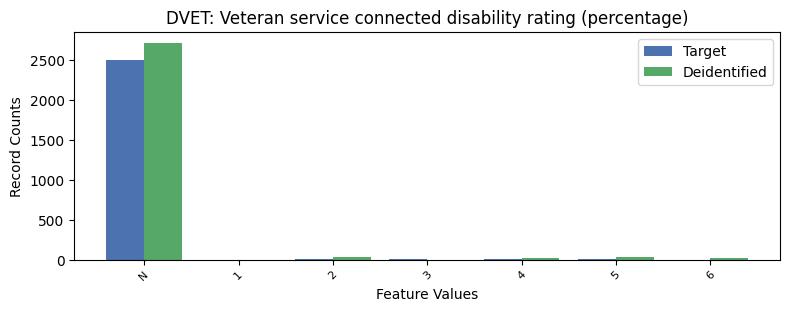 DVET: Veteran service connected disability rating (percentage)
Target
Deidentified
Record Counts
2500
2000
1500
1000
500
0
N 1 2 3 4 5 6
Feature Values